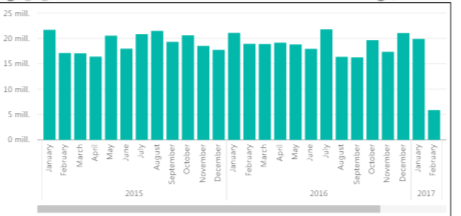 25 mill.
20 mill.
15 mill.
10 mill.
5 mill.
0 mill.
January
February
March
April
May
June
July
August
September
October
November
December
January
February
March
April
May
June
July
August
September
October
November
December
January
February
2015
2016
2017